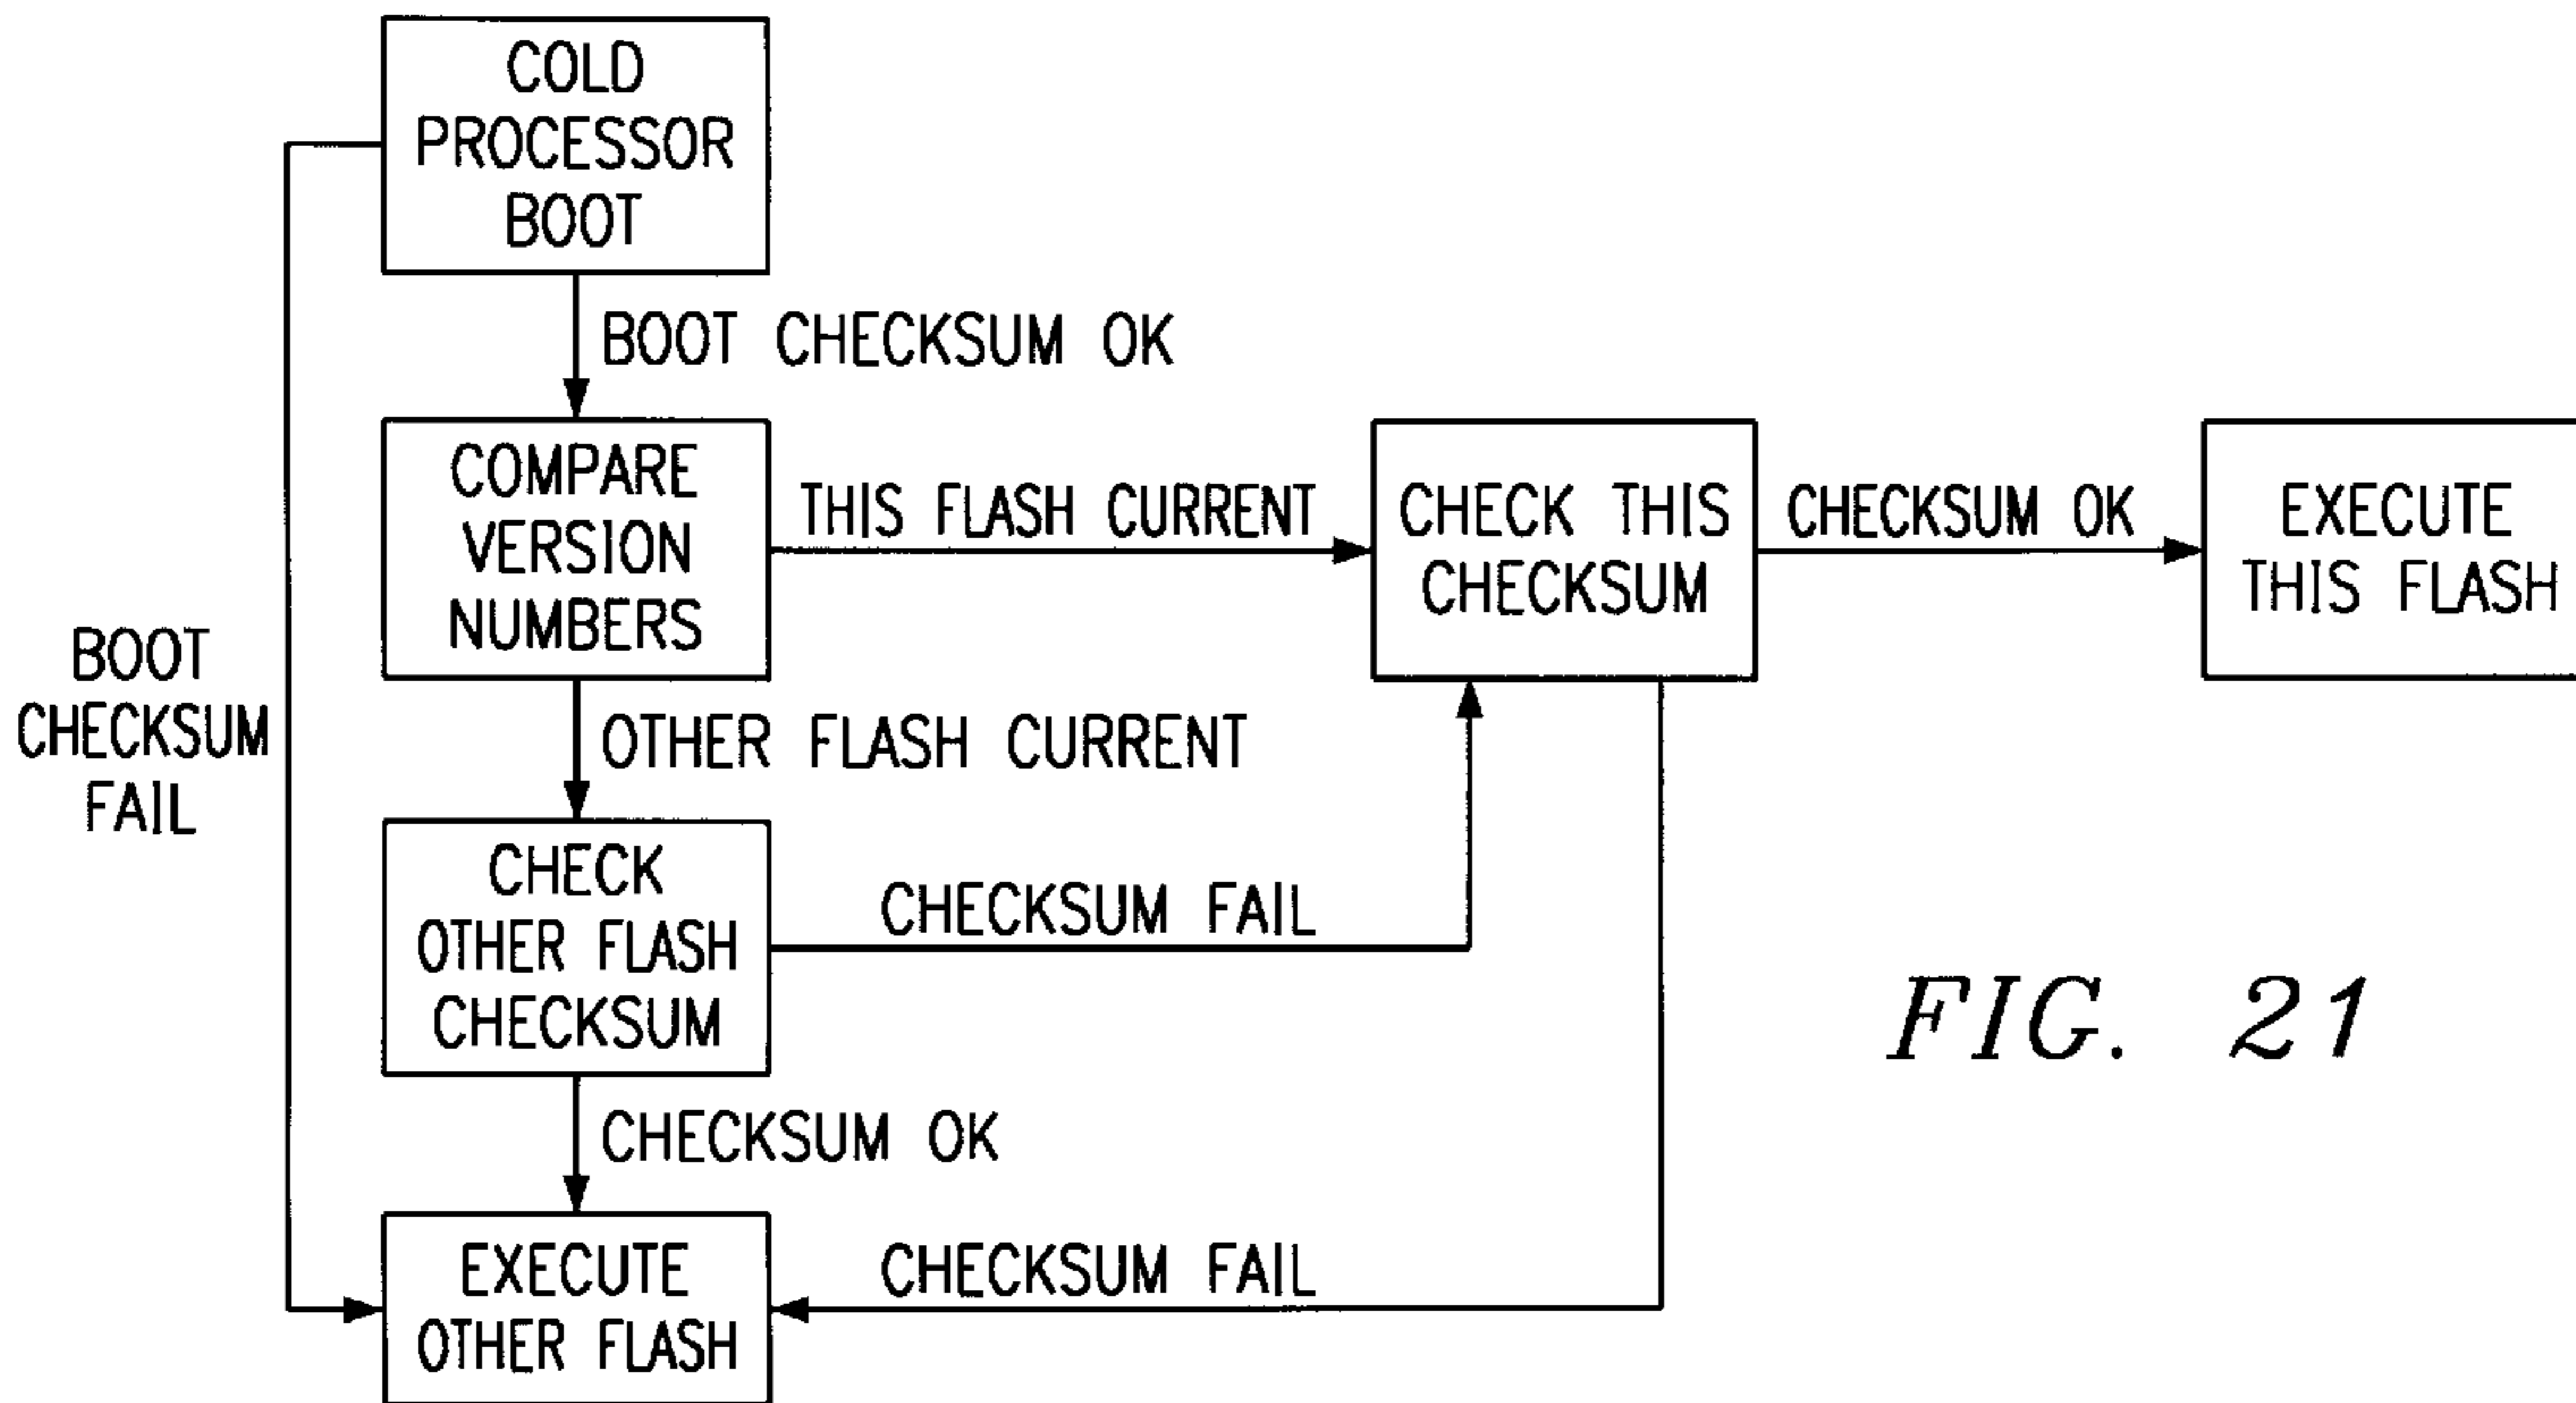 COLD
PROCESSOR
BOOT
BOOT CHECKSUM OK
COMPARE
VERSION
NUMBERS
THIS FLASH CURRENT
CHECK THIS
CHECKSUM
CHECKSUM OK
EXECUTE
THIS FLASH
BOOT
CHECKSUM
FAIL
OTHER FLASH CURRENT
CHECK
OTHER FLASH
CHECKSUM
CHECKSUM FAIL
FIG. 21
CHECKSUM OK
EXECUTE
OTHER FLASH
CHECKSUM FAIL